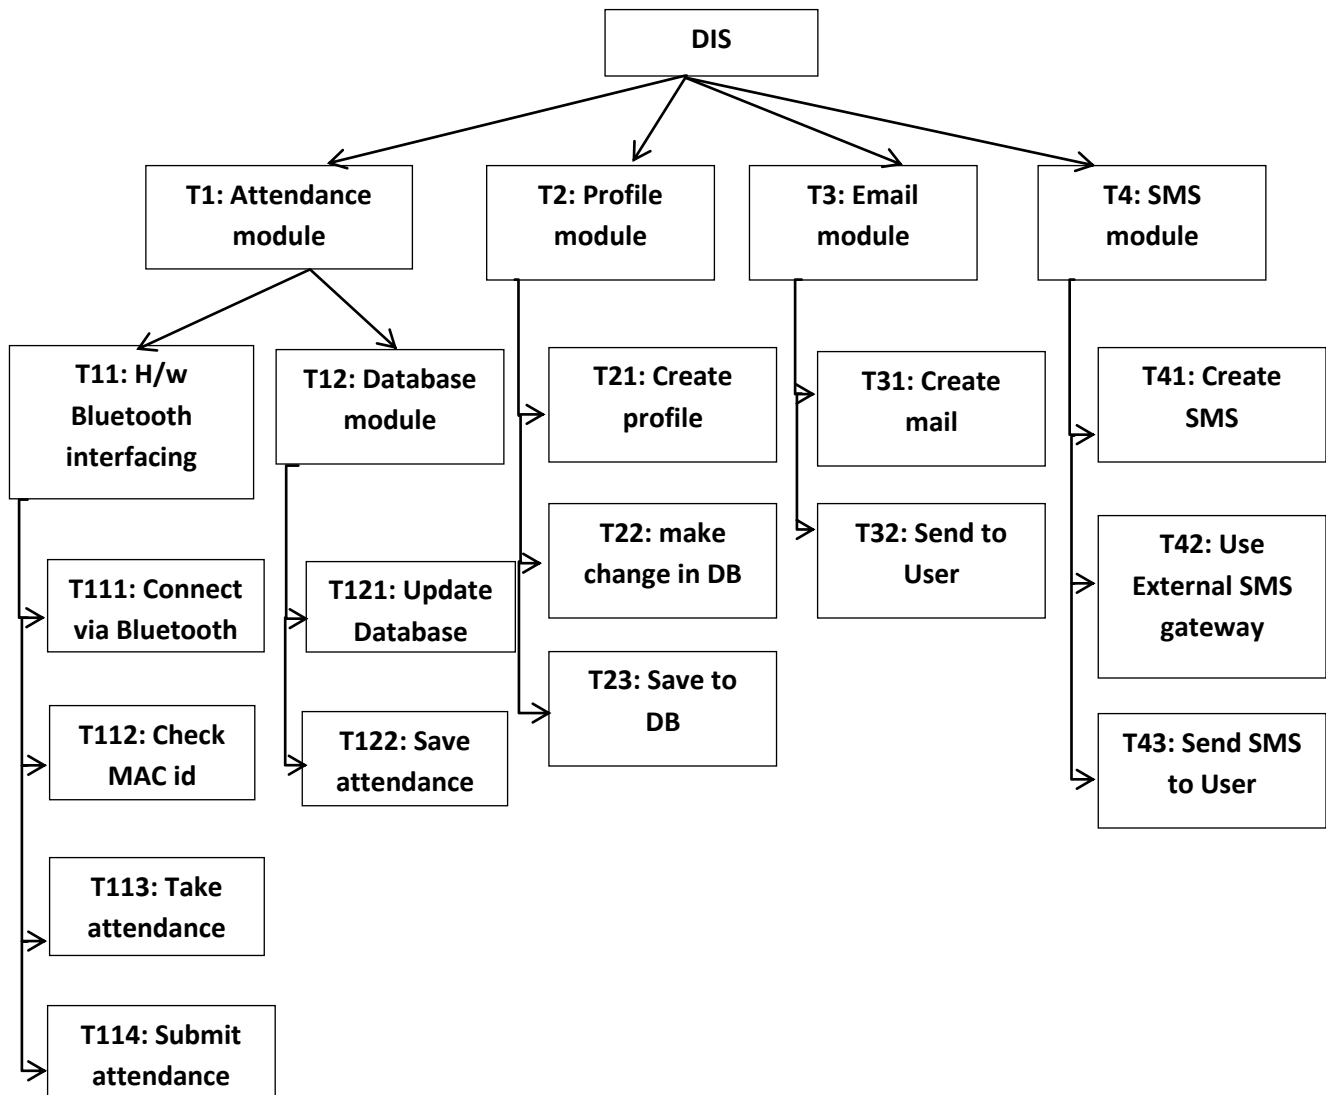 DIS
T1: Attendance
module
T2: Profile
module
T3: Email
module
T4: SMS
module
T11: H/w
Bluetooth
interfacing
T12: Database
module
T21: Create
profile
T31: Create
mail
T41: Create
SMS
T111: Connect
via Bluetooth
T121: Update
Database
T22: make
change in DB
T32: Send to
User
T42: Use
External SMS
gateway
T112: Check
MAC id
T122: Save
attendance
T23: Save to
DB
T43: Send SMS
to User
T113: Take
attendance
T114: Submit
attendance